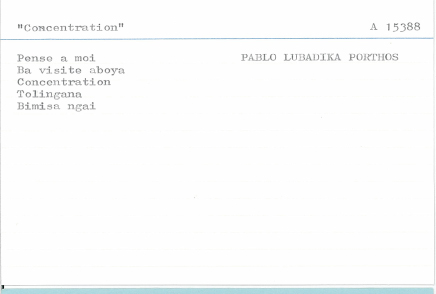 "Concentration" A 15388
Pense a moi PABLO LUBADIKA PORTHOS
Ba visite aboya
Concentration
Tolingana
Bimisa ngai